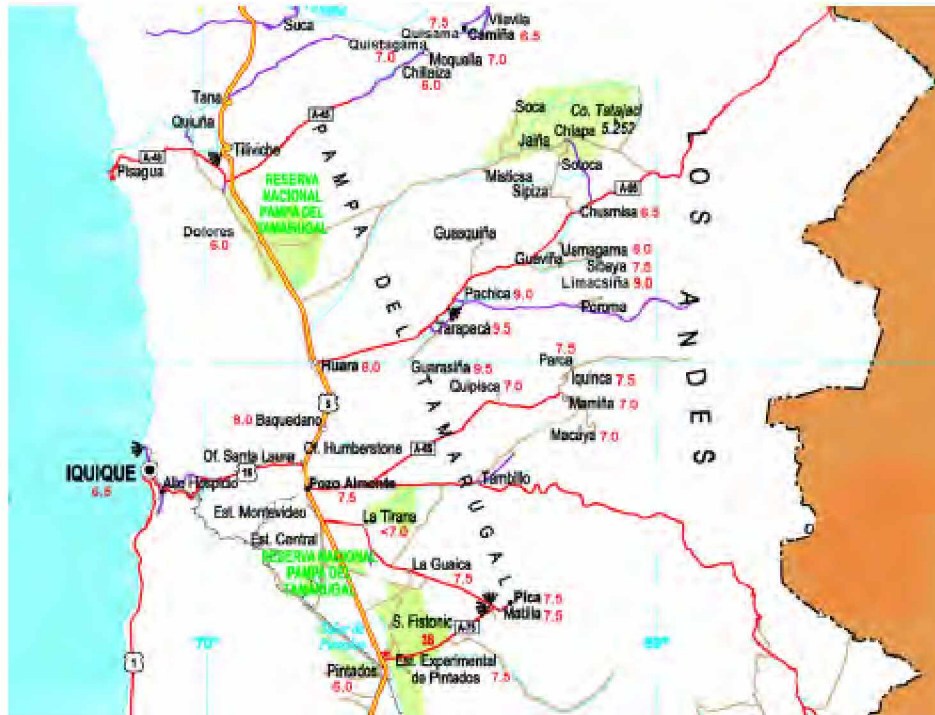 Suca
7.5
Vilavila
Quisama
Camiña 6.5
Quistagama
7.0
Moquella 7.0
Chillaiza
6.0
Tana
A-45
Soca
Co. Tatajachi
5.252
Quiuña
Jaiña
Chiapa
Tiliviche
Soloca
A-40
Pisagua
RESERVA
NACIONAL
PAMPA DEL
TAMARUGAL
Sipiza
A-55
Chusmisa 6.5
Dolores
6.0
Guasquiña
Usmagama 6.0
Guaviña
Sibaya 7.5
Limacsiña 9.0
Pachica 9.0
Poroma
Tarapacá 9.5
Huara 8.0
7.5
Parca
Guarasiña 9.5
Iquinca 7.5
Quipisca 7.0
5
Mamiña 7.0
8.0 Baquedano
Macaya 7.0
Of. Humberstone
A-65
Of. Santa Laura
16
IQUIQUE
6.5
Alto Hospicio
Pozo Almonte
7.5
Tambillo
Est. Montevideo
La Tirana
<7.0
Est. Central
RESERVA NACIONAL
PAMPA DEL
TAMARUGAL
La Guaica
7.5
Pica 7.5
Matilla 7.5
S. Fistonic
18
A-75
70°
69°
1
Pintados
6.0
Est. Experimental
de Pintados 7.5
PAMPA DEL TAMARUGAL
LOS ANDES